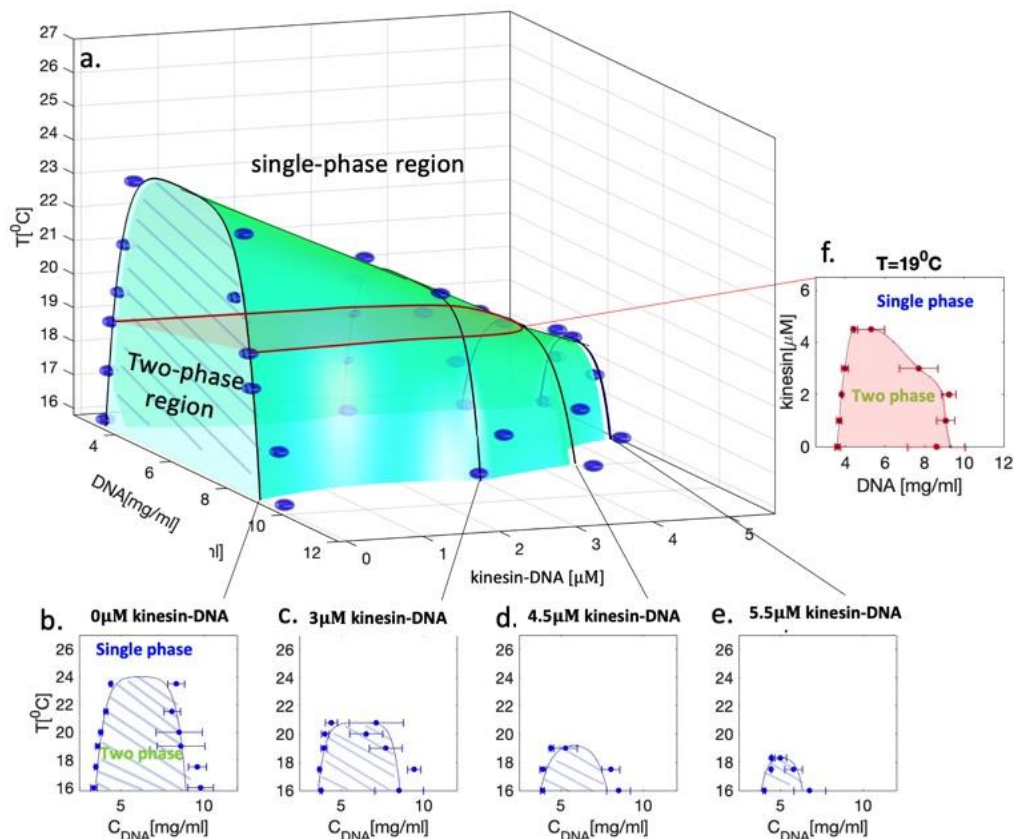 a.
27
26
25
24
23
22
21
20
19
18
17
16
T[⁰C]
single-phase region
Two-phase
region
4
6
8
10
12
DNA[mg/ml]
ıl]
0
1
2
3
4
5
kinesin-DNA [μM]
f.
T=19⁰C
6
4
2
0
kinesin[μM]
Single phase
Two phase
4 6 8 10 12
DNA [mg/ml]
b.
0μM kinesin-DNA
26
24
22
20
18
16
T[⁰C]
Single phase
Two phase
5 10
C_DNA[mg/ml]
c.
3μM kinesin-DNA
26
24
22
20
18
16
5 10
C_DNA[mg/ml]
d.
4.5μM kinesin-DNA
26
24
22
20
18
16
5 10
C_DNA[mg/ml]
e.
5.5μM kinesin-DNA
26
24
22
20
18
16
5 10
C_DNA[mg/ml]